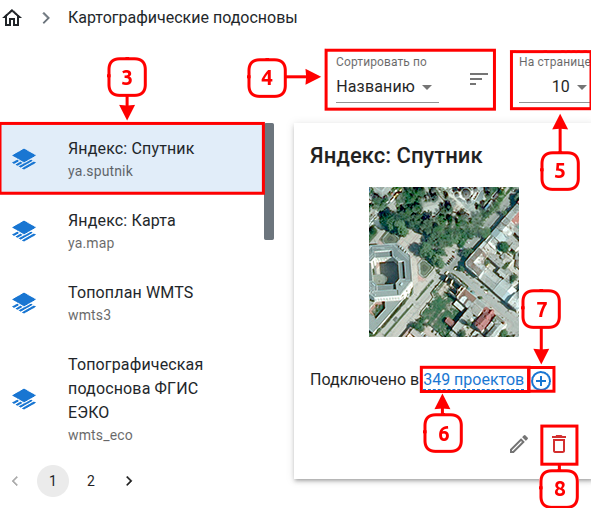 Картографические подосновы
3
4
Сортировать по
Названию
На странице
10
5
Яндекс: Спутник
ya.sputnik
Яндекс: Карта
ya.map
Топоплан WMTS
wmts3
Топографическая
подоснова ФГИС
ЕЭКО
wmts_eco
1
2
Яндекс: Спутник
7
Подключено в 349 проектов
6
8